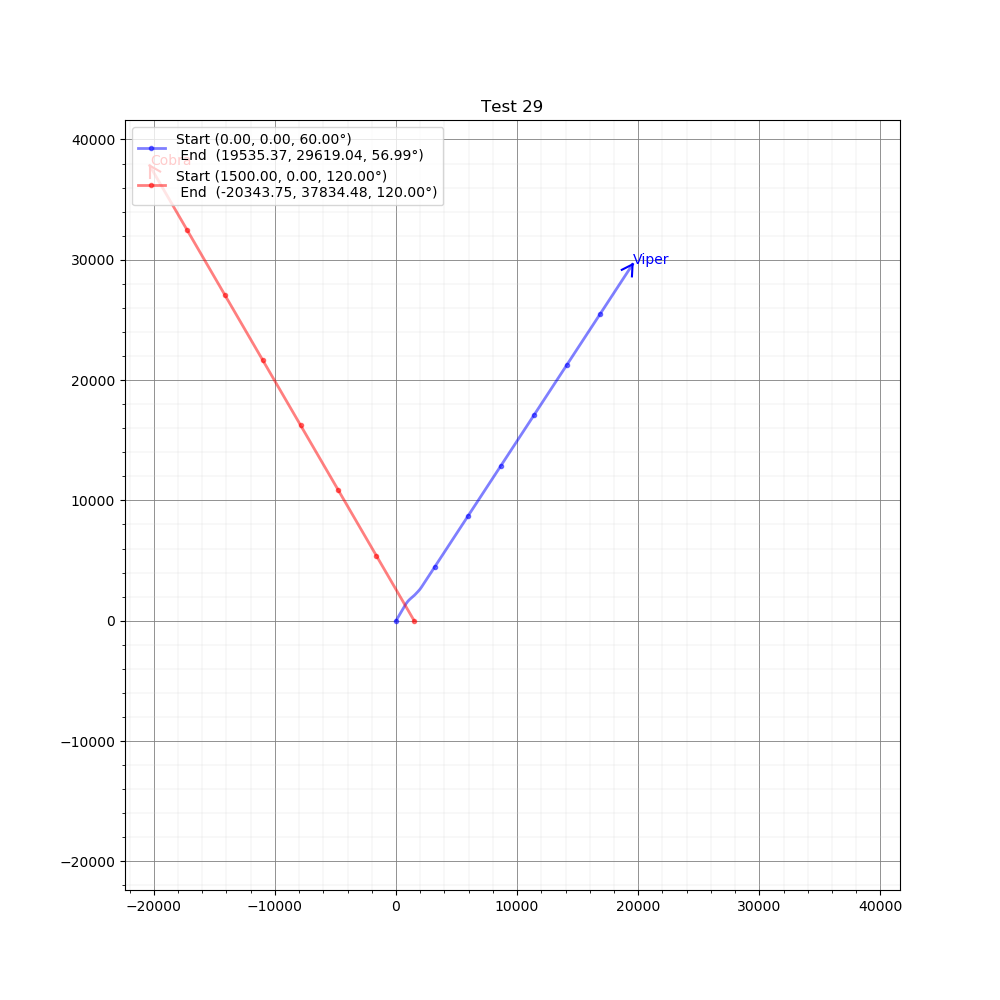 Test 29
Start (0.00, 0.00, 60.00°)
End (19535.37, 29619.04, 56.99°)
Start (1500.00, 0.00, 120.00°)
End (-20343.75, 37834.48, 120.00°)
Cobra
Viper
40000
30000
20000
10000
0
−10000
−20000
−20000 −10000 0 10000 20000 30000 40000